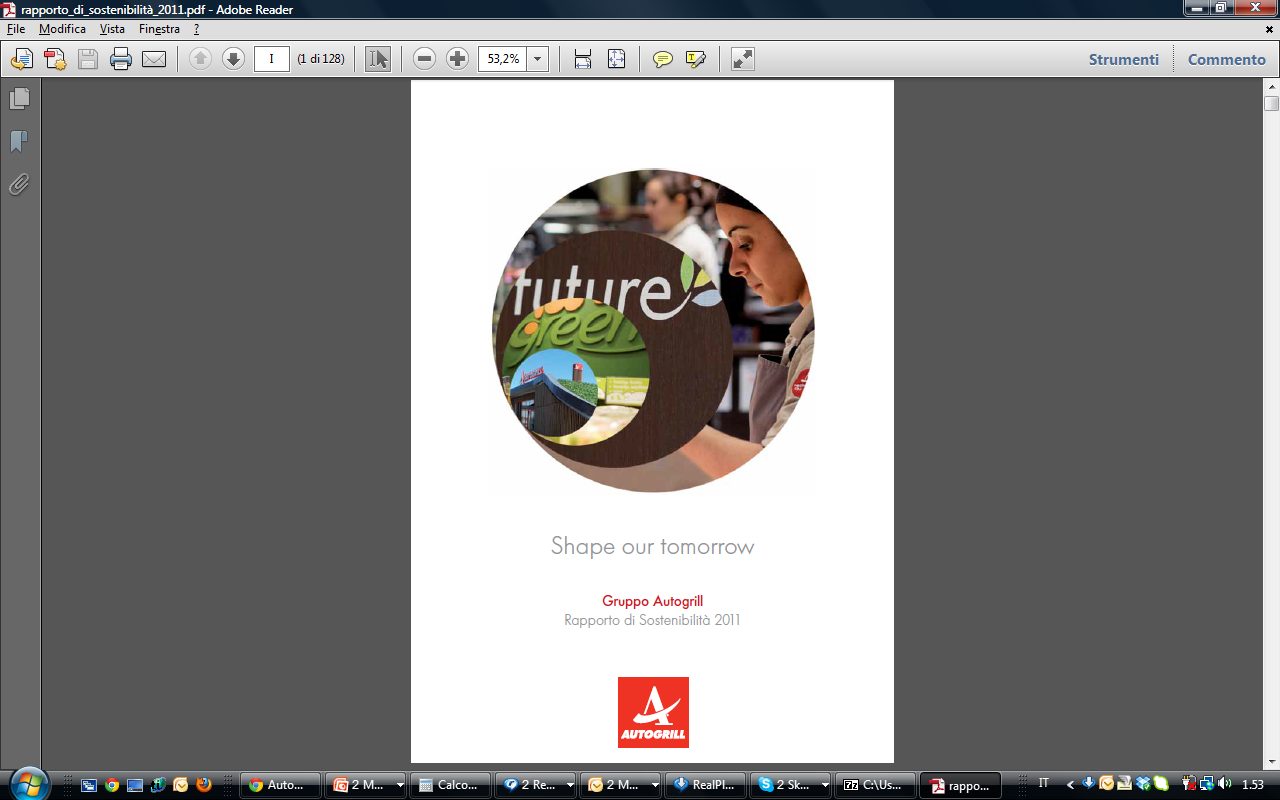 rapporto_di_sostenibilità_2011.pdf - Adobe Reader
File Modifica Vista Finestra ?
I (1 di 128) 53,2% Strumenti Commento
future
green
Shape our tomorrow
Gruppo Autogrill
Rapporto di Sostenibilità 2011
A
AUTOGRILL
Auto... 2 M... Calco... 2 Re... 2 M... RealPl... 2 Sk... C:\Us... rappo... IT 1.53